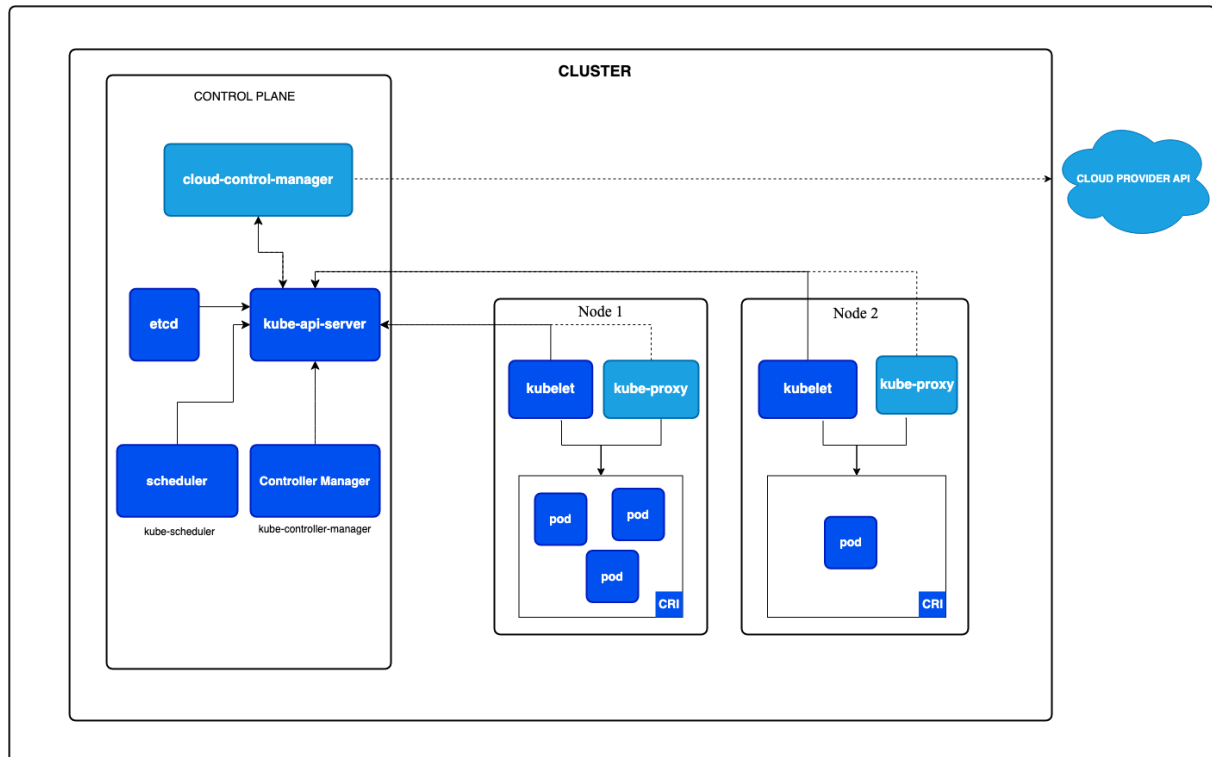 CLUSTER
CONTROL PLANE
cloud-control-manager
CLOUD PROVIDER API
etcd
kube-api-server
scheduler
kube-scheduler
Controller Manager
kube-controller-manager
Node 1
kubelet
kube-proxy
pod
pod
pod
CRI
Node 2
kubelet
kube-proxy
pod
CRI